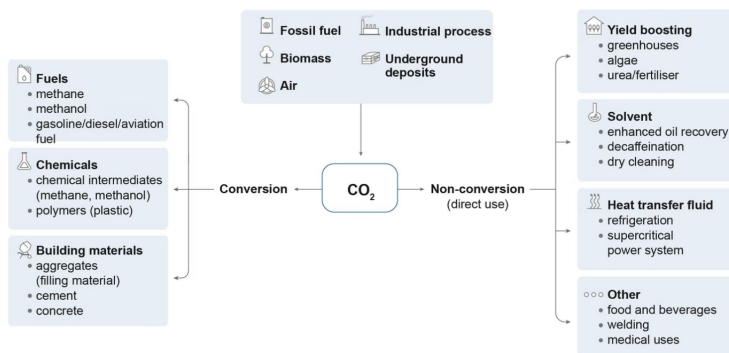 Fossil fuel
Industrial process
Biomass
Underground
deposits
Air
Fuels
• methane
• methanol
• gasoline/diesel/aviation
fuel
Chemicals
• chemical intermediates
(methane, methanol)
• polymers (plastic)
Building materials
• aggregates
(filling material)
• cement
• concrete
Conversion
CO₂
Non-conversion
(direct use)
Yield boosting
• greenhouses
• algae
• urea/fertiliser
Solvent
• enhanced oil recovery
• decaffeination
• dry cleaning
Heat transfer fluid
• refrigeration
• supercritical
power system
Other
• food and beverages
• welding
• medical uses